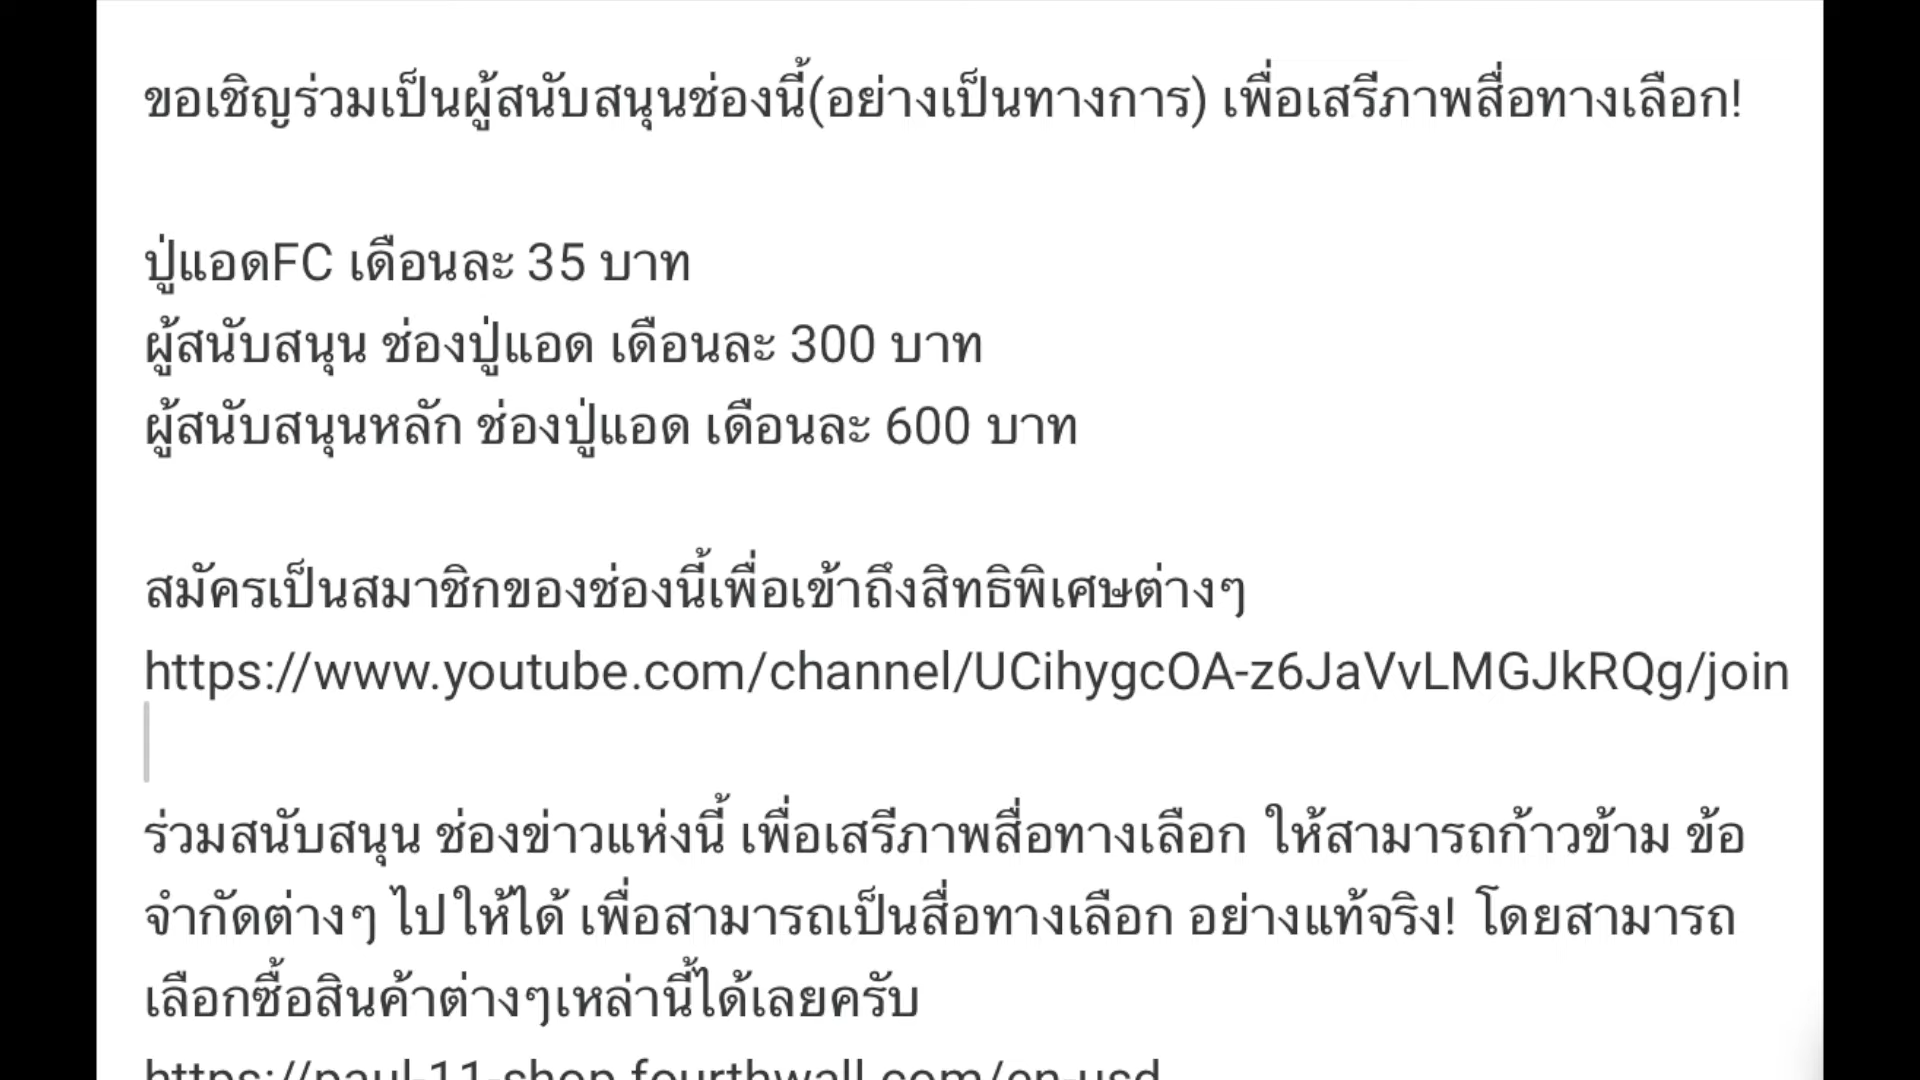 ขอเชิญร่วมเป็นผู้สนับสนุนช่องนี้(อย่างเป็นทางการ) เพื่อเสรีภาพสื่อทางเลือก!
ปู่แอดFC เดือนละ 35 บาท
ผู้สนับสนุน ช่องปู่แอด เดือนละ 300 บาท
ผู้สนับสนุนหลัก ช่องปู่แอด เดือนละ 600 บาท
สมัครเป็นสมาชิกของช่องนี้เพื่อเข้าถึงสิทธิพิเศษต่างๆ
https://www.youtube.com/channel/UCihygcOA-z6JaVvLMGJkRQg/join
ร่วมสนับสนุน ช่องข่าวแห่งนี้ เพื่อเสรีภาพสื่อทางเลือก ให้สามารถก้าวข้าม ข้อ
จำกัดต่างๆ ไปให้ได้ เพื่อสามารถเป็นสื่อทางเลือก อย่างแท้จริง! โดยสามารถ
เลือกซื้อสินค้าต่างๆเหล่านี้ได้เลยครับ
https://paul-11-shop.fourthwall.com/en-usd